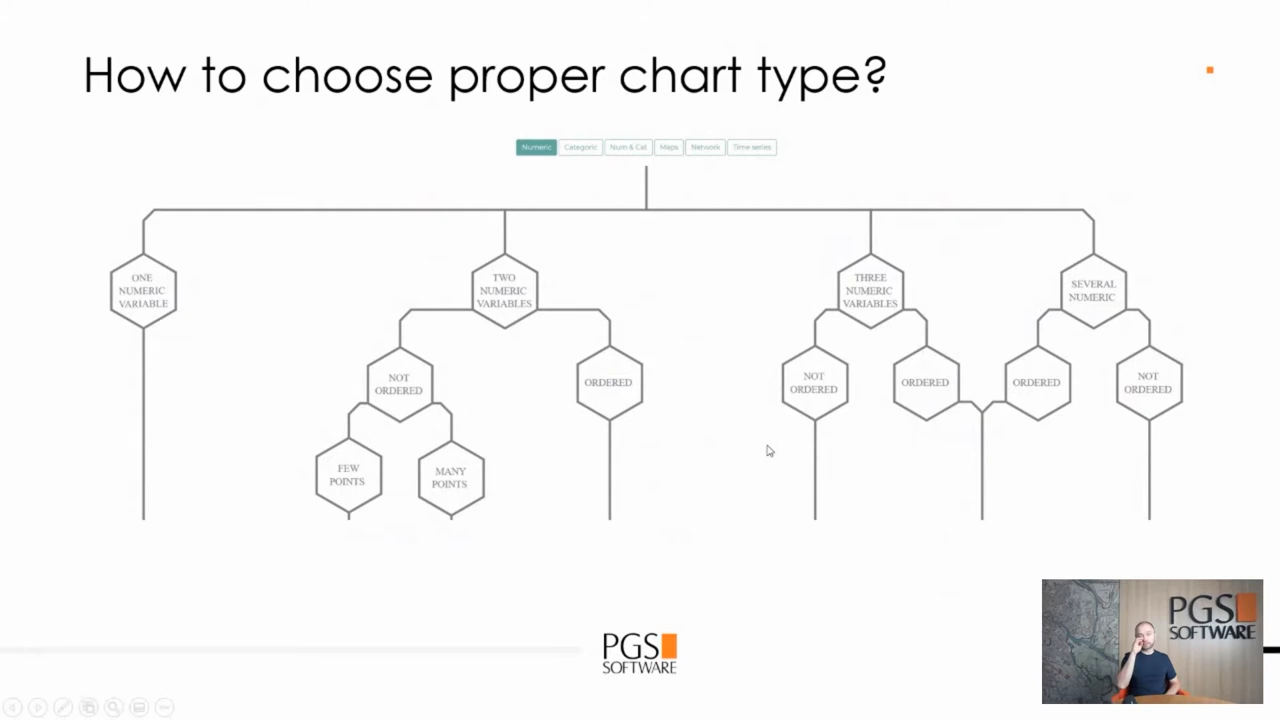 How to choose proper chart type?
Numeric
Categoric
Num & Cat
Maps
Network
Time series
ONE
NUMERIC
VARIABLE
TWO
NUMERIC
VARIABLES
THREE
NUMERIC
VARIABLES
SEVERAL
NUMERIC
NOT
ORDERED
ORDERED
NOT
ORDERED
ORDERED
ORDERED
NOT
ORDERED
FEW
POINTS
MANY
POINTS
PGS
SOFTWARE
PGS
SOFTWARE